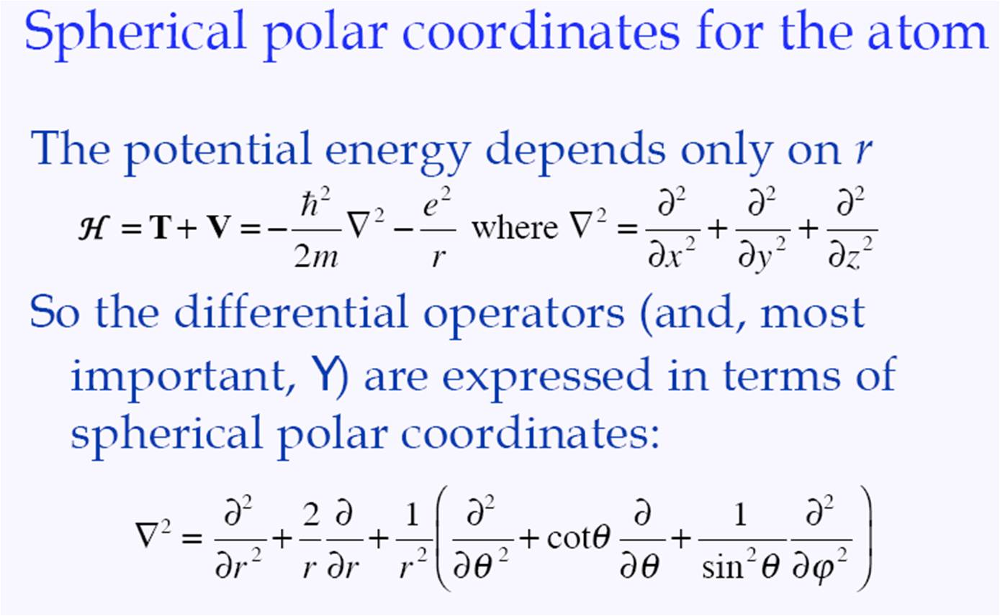 Spherical polar coordinates for the atom
The potential energy depends only on r
ℋ = T + V = −ħ²/2m ∇² − e²/r where ∇² = ∂²/∂x² + ∂²/∂y² + ∂²/∂z²
So the differential operators (and, most
important, Y) are expressed in terms of
spherical polar coordinates:
∇² = ∂²/∂r² + 2/r ∂/∂r + 1/r² (∂²/∂θ² + cotθ ∂/∂θ + 1/sin²θ ∂²/∂φ²)